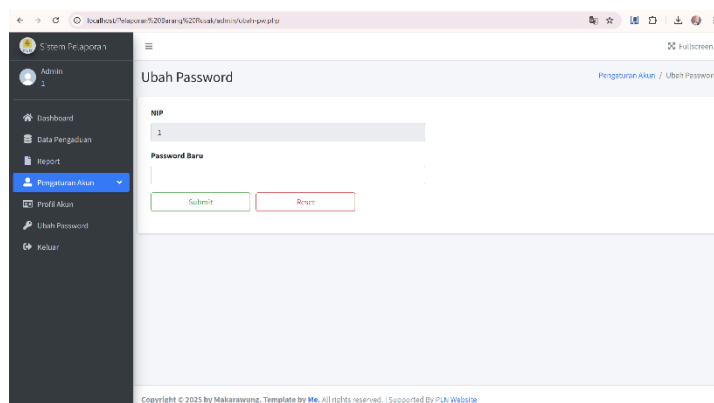 localhost/Pelaporan%20Barang%20Rusak/admin/ubah-pw.php
Sistem Pelaporan
Fullscreen
Admin
1
Ubah Password
Pengaturan Akun / Ubah Password
Dashboard
Data Pengaduan
Report
Pengaturan Akun
Profil Akun
Ubah Password
Keluar
NIP
1
Password Baru
Submit
Reset
Copyright © 2025 by Makarawung. Template by Me. All rights reserved. | Supported By PLN Website